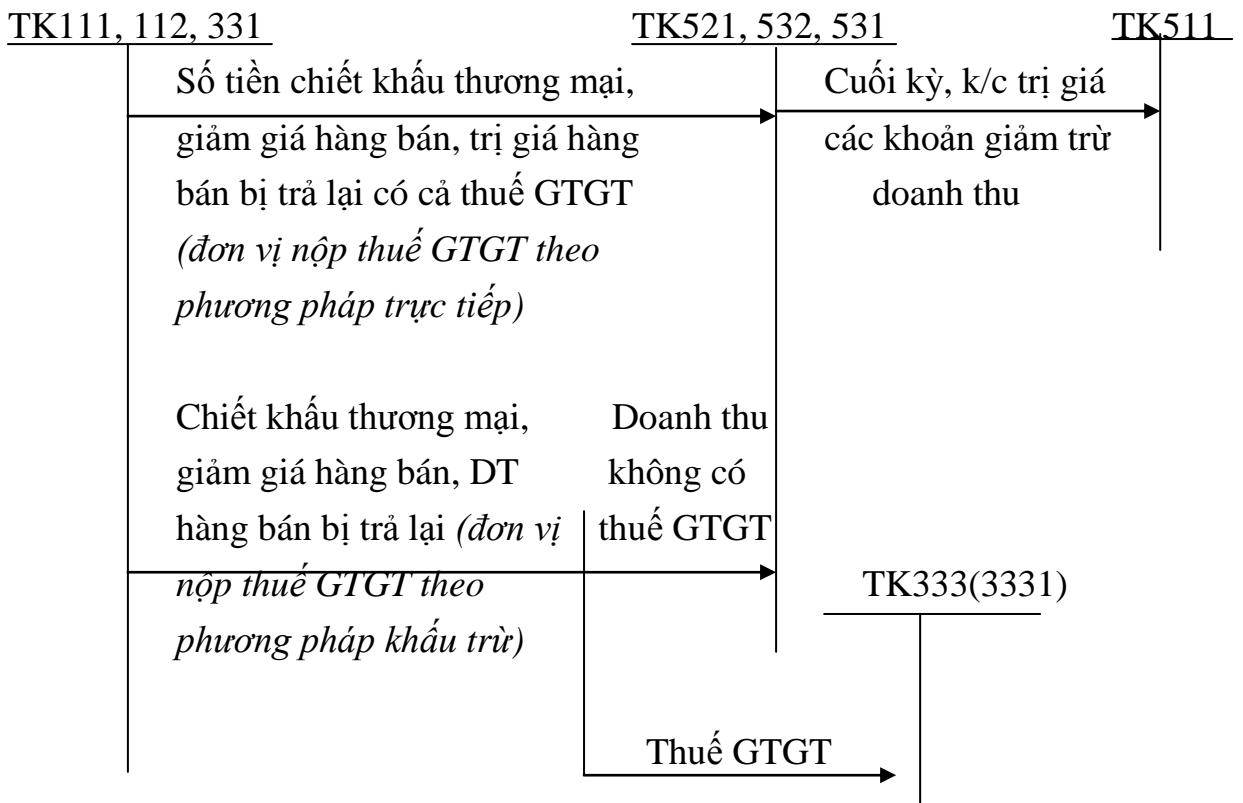 TK111, 112, 331
TK521, 532, 531
TK511
Số tiền chiết khấu thương mại,
giảm giá hàng bán, trị giá hàng
bán bị trả lại có cả thuế GTGT
(đơn vị nộp thuế GTGT theo
phương pháp trực tiếp)
Cuối kỳ, k/c trị giá
các khoản giảm trừ
doanh thu
Chiết khấu thương mại,
giảm giá hàng bán, DT
hàng bán bị trả lại (đơn vị
nộp thuế GTGT theo
phương pháp khấu trừ)
Doanh thu
không có
thuế GTGT
TK333(3331)
Thuế GTGT